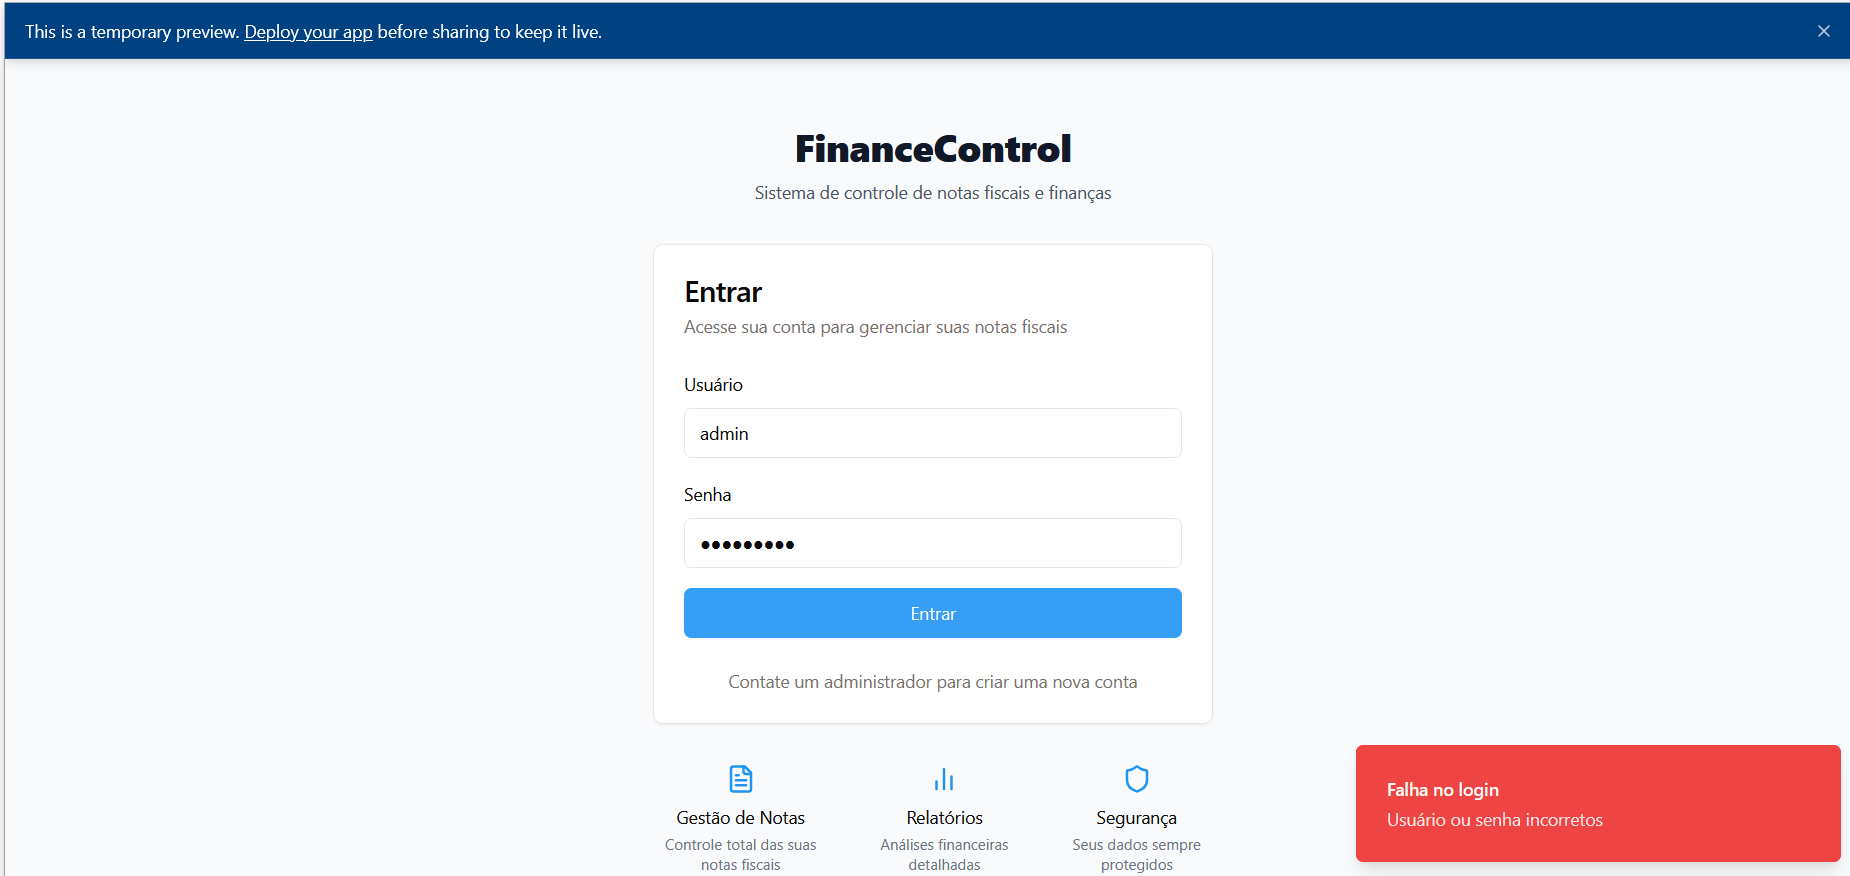 This is a temporary preview. Deploy your app before sharing to keep it live.
FinanceControl
Sistema de controle de notas fiscais e finanças
Entrar
Acesse sua conta para gerenciar suas notas fiscais
Usuário
admin
Senha
•••••••••
Entrar
Contate um administrador para criar uma nova conta
Gestão de Notas
Controle total das suas
notas fiscais
Relatórios
Análises financeiras
detalhadas
Segurança
Seus dados sempre
protegidos
Falha no login
Usuário ou senha incorretos